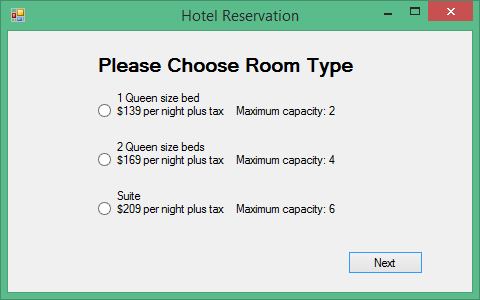 Hotel Reservation
Please Choose Room Type
1 Queen size bed
$139 per night plus tax Maximum capacity: 2
2 Queen size beds
$169 per night plus tax Maximum capacity: 4
Suite
$209 per night plus tax Maximum capacity: 6
Next